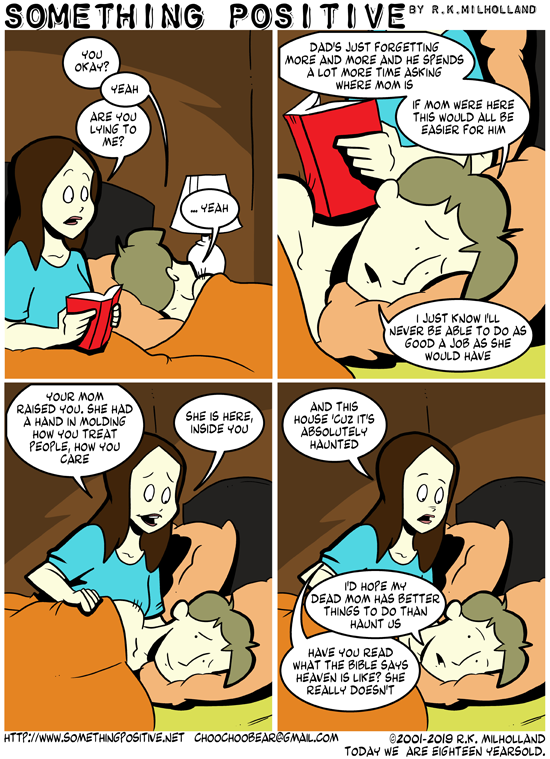 SOMETHING POSITIVE BY R.K.MILHOLLAND
YOU
OKAY?
YEAH
ARE YOU
LYING TO
ME?
... YEAH
DAD'S JUST FORGETTING
MORE AND MORE AND HE SPENDS
A LOT MORE TIME ASKING
WHERE MOM IS
IF MOM WERE HERE
THIS WOULD ALL BE
EASIER FOR HIM
I JUST KNOW I'LL
NEVER BE ABLE TO DO AS
GOOD A JOB AS SHE
WOULD HAVE
YOUR MOM
RAISED YOU. SHE HAD
A HAND IN MOLDING
HOW YOU TREAT
PEOPLE, HOW YOU
CARE
SHE IS HERE,
INSIDE YOU
AND THIS
HOUSE 'CUZ IT'S
ABSOLUTELY
HAUNTED
I'D HOPE MY
DEAD MOM HAS BETTER
THINGS TO DO THAN
HAUNT US
HAVE YOU READ
WHAT THE BIBLE SAYS
HEAVEN IS LIKE? SHE
REALLY DOESN'T
HTTP://WWW.SOMETHINGPOSITIVE.NET CHOOCHOOBEAR@GMAIL.COM ©2001-2019 R.K. MILHOLLAND
TODAY WE ARE EIGHTEEN YEARSOLD.